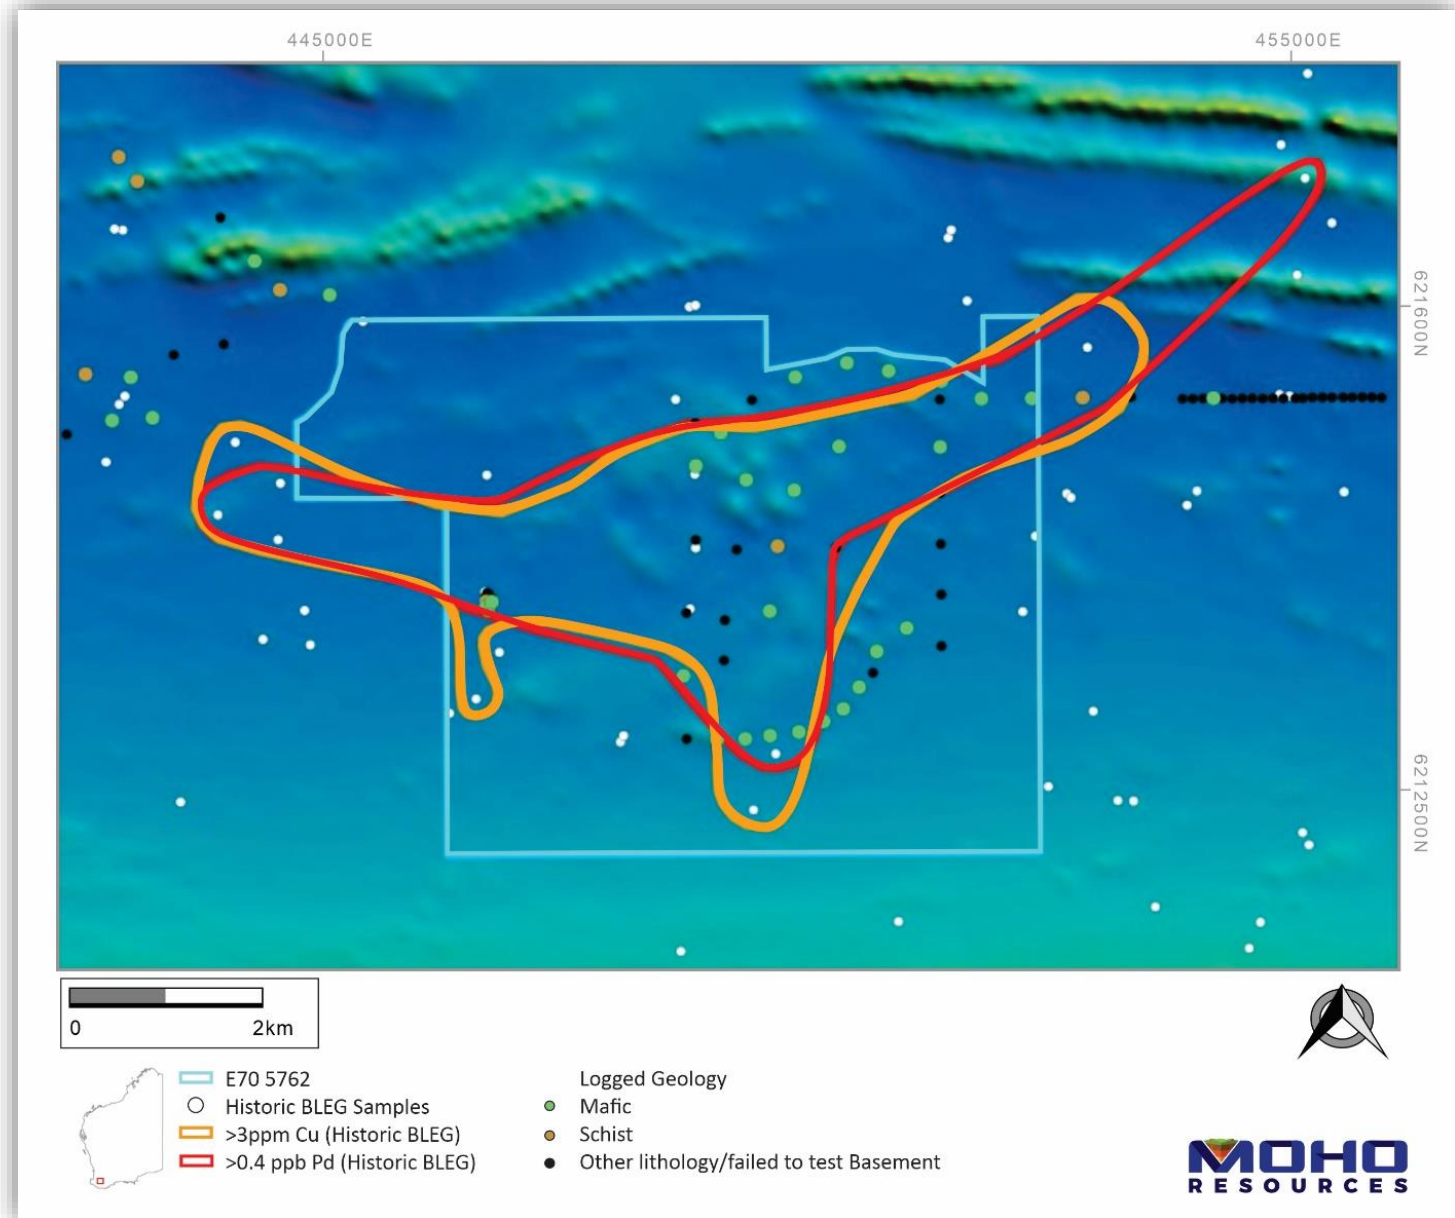 445000E
455000E
621600N
6212500N
0
2km
E70 5762
Historic BLEG Samples
>3ppm Cu (Historic BLEG)
>0.4 ppb Pd (Historic BLEG)
Logged Geology
Mafic
Schist
Other lithology/failed to test Basement
MOHO
RESOURCES